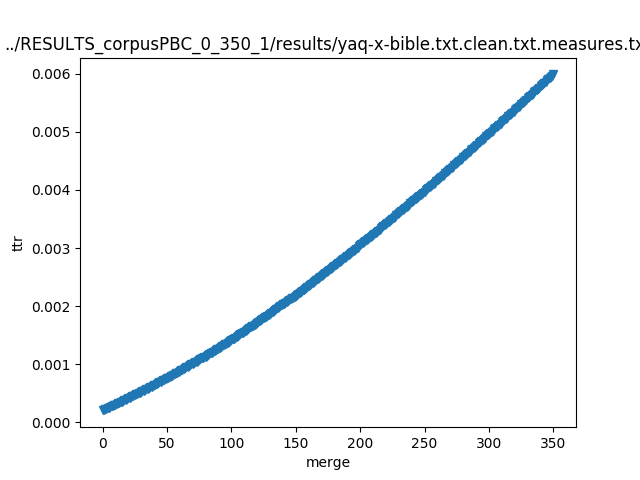 ../RESULTS_corpusPBC_0_350_1/results/yaq-x-bible.txt.clean.txt.measures.tx
0.006
0.005
0.004
0.003
0.002
0.001
0.000
ttr
0 50 100 150 200 250 300 350
merge